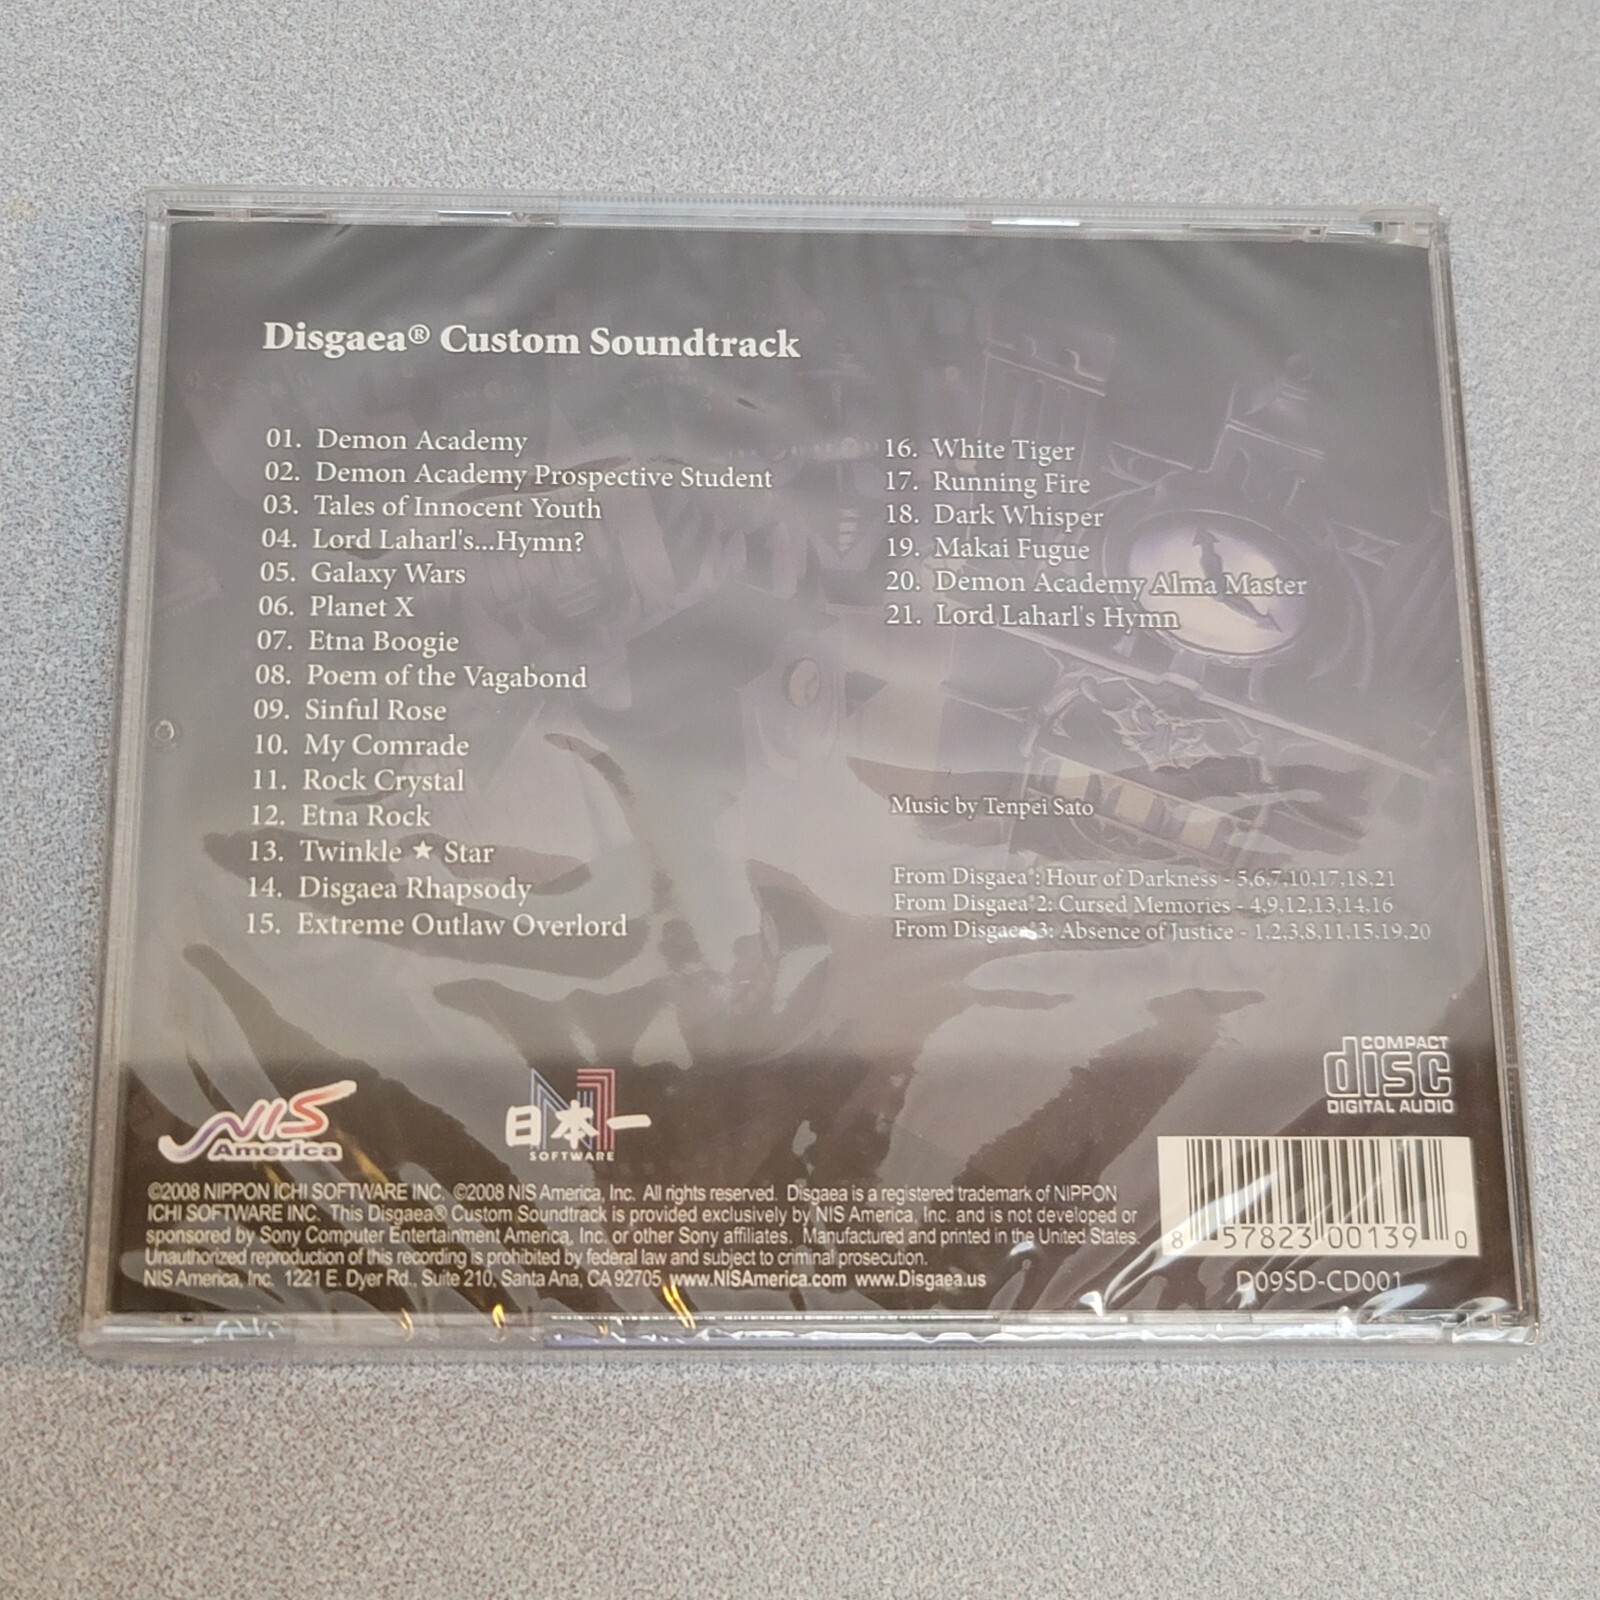 Disgaea® Custom Soundtrack
01. Demon Academy
02. Demon Academy Prospective Student
03. Tales of Innocent Youth
04. Lord Laharl's...Hymn?
05. Galaxy Wars
06. Planet X
07. Etna Boogie
08. Poem of the Vagabond
09. Sinful Rose
10. My Comrade
11. Rock Crystal
12. Etna Rock
13. Twinkle ★ Star
14. Disgaea Rhapsody
15. Extreme Outlaw Overlord
16. White Tiger
17. Running Fire
18. Dark Whisper
19. Makai Fugue
20. Demon Academy Alma Master
21. Lord Laharl's Hymn
Music by Tenpei Sato
From Disgaea®: Hour of Darkness - 5,6,7,10,17,18,21
From Disgaea®2: Cursed Memories - 4,9,12,13,14,16
From Disgaea®3: Absence of Justice - 1,2,3,8,11,15,19,20
COMPACT
disc
DIGITAL AUDIO
NIS
America
日本一
SOFTWARE
©2008 NIPPON ICHI SOFTWARE INC. ©2008 NIS America, Inc. All rights reserved. Disgaea is a registered trademark of NIPPON
ICHI SOFTWARE INC. This Disgaea® Custom Soundtrack is provided exclusively by NIS America, Inc. and is not developed or
sponsored by Sony Computer Entertainment America, Inc. or other Sony affiliates. Manufactured and printed in the United States.
Unauthorized reproduction of this recording is prohibited by federal law and subject to criminal prosecution.
NIS America, Inc. 1221 E. Dyer Rd., Suite 210, Santa Ana, CA 92705 www.NISAmerica.com www.Disgaea.us
8 57823 00139 0
D09SD-CD001